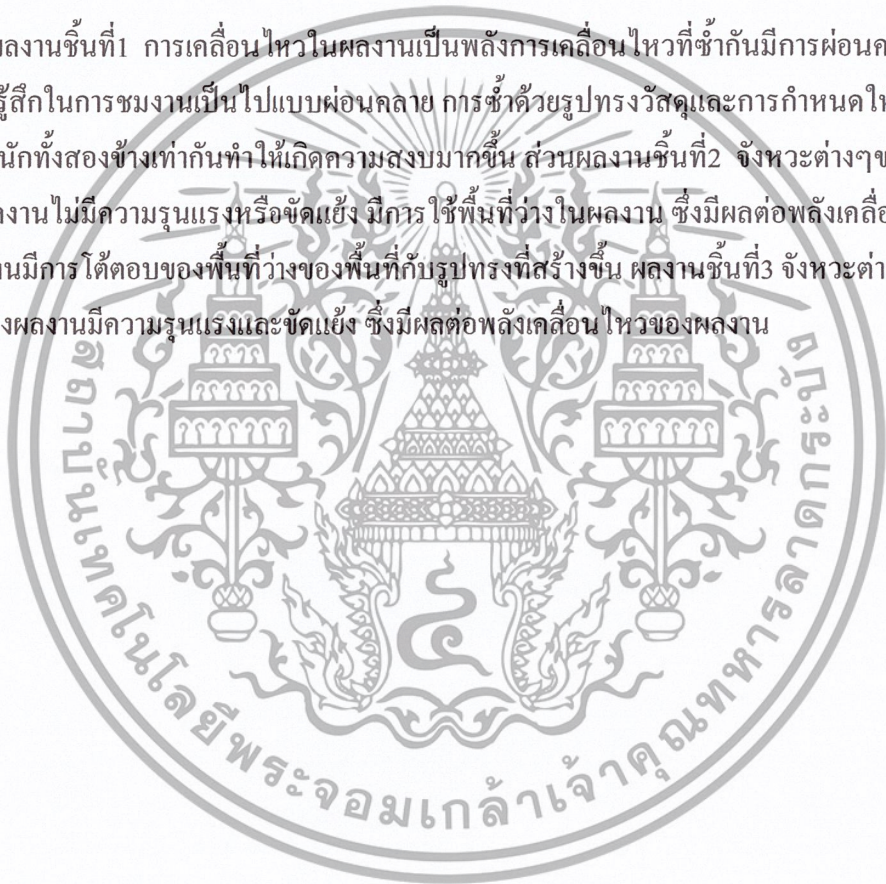 ผลงานชิ้นที่1 การเคลื่อนไหวในผลงานเป็นพลังการเคลื่อนไหวที่ซ้ำกันมีการผ่อนค
รู้สึกในการชมงานเป็นไปแบบผ่อนคลาย การซ้ำด้วยรูปทรงวัสดุและการกำหนดให
นักทั้งสองข้างเท่ากันทำให้เกิดความสงบมากขึ้น ส่วนผลงานชิ้นที่2 จังหวะต่างๆข
งานไม่มีความรุนแรงหรือขัดแย้ง มีการใช้พื้นที่ว่างในผลงาน ซึ่งมีผลต่อพลังเคลื่อ
านมีการโต้ตอบของพื้นที่ว่างของพื้นที่กับรูปทรงที่สร้างขึ้น ผลงานชิ้นที่3 จังหวะต่า
งผลงานมีความรุนแรงและขัดแย้ง ซึ่งมีผลต่อพลังเคลื่อนไหวของผลงาน
สถาบันเทคโนโลยีพระจอมเกล้าเจ้าคุณทหารลาดกระบัง
๔